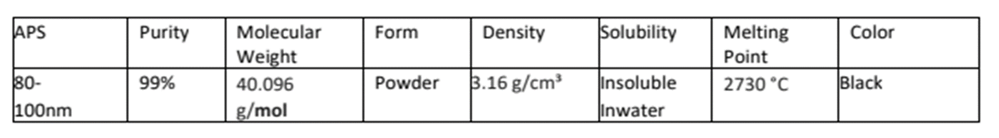 APS Purity Molecular Weight Form Density Solubility Melting Point Color
80-100nm 99% 40.096 g/mol Powder 3.16 g/cm³ Insoluble Inwater 2730 °C Black